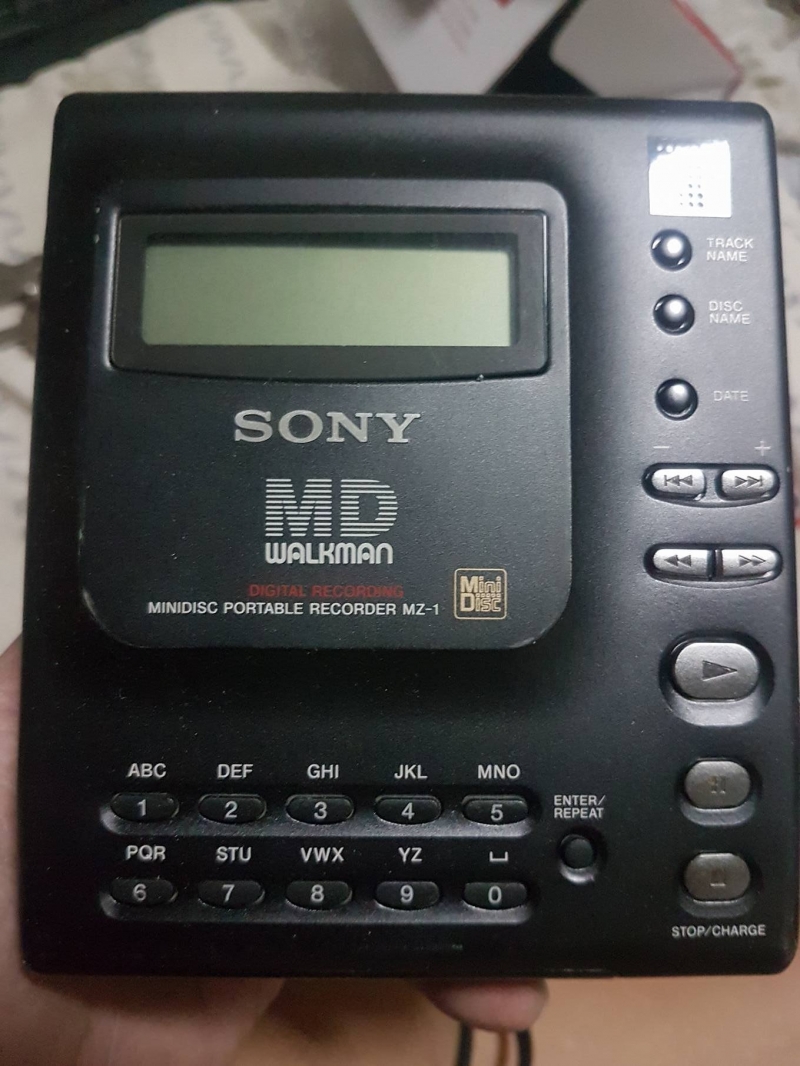 TRACK
NAME
DISC
NAME
DATE
− +
SONY
MD
WALKMAN
DIGITAL RECORDING
MINIDISC PORTABLE RECORDER MZ-1
Mini
Disc
ABC DEF GHI JKL MNO
1 2 3 4 5
ENTER/
REPEAT
PQR STU VWX YZ
6 7 8 9 0
STOP/CHARGE